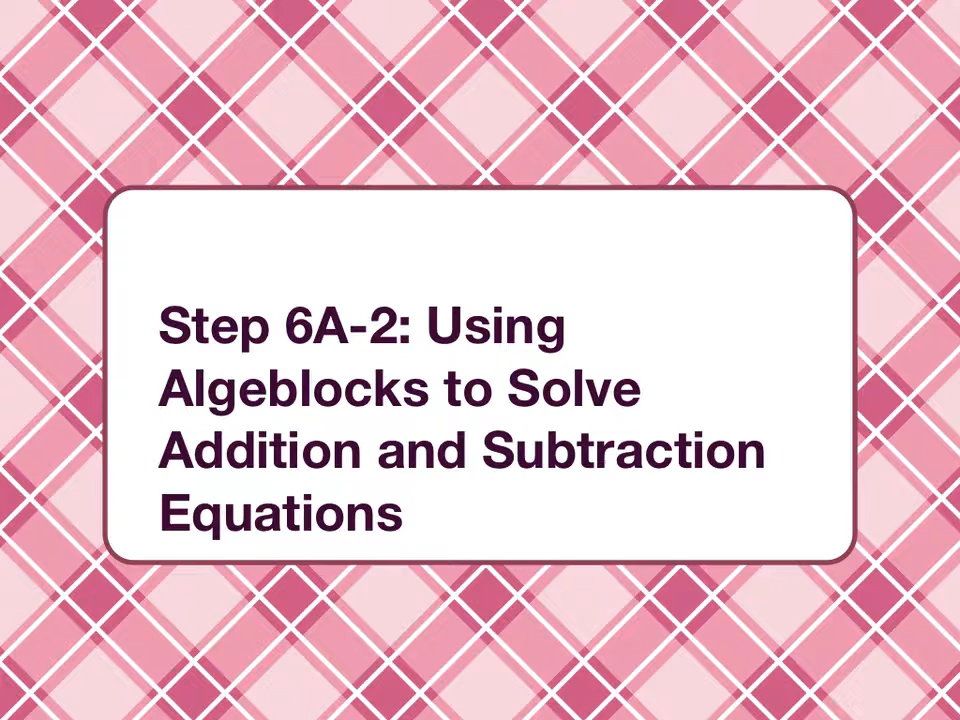 Step 6A-2: Using
Algeblocks to Solve
Addition and Subtraction
Equations